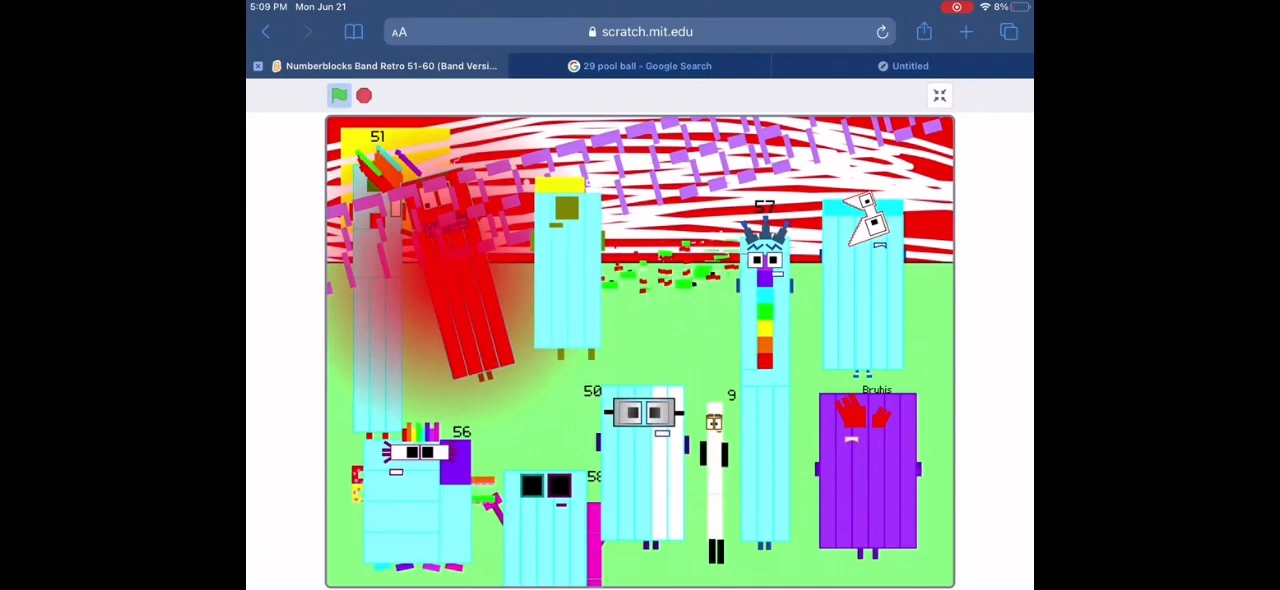 5:09 PM Mon Jun 21
8%
AA
scratch.mit.edu
Numberblocks Band Retro 51-60 (Band Versi...
29 pool ball - Google Search
Untitled
51
57
50
9
Bruhis
56
58